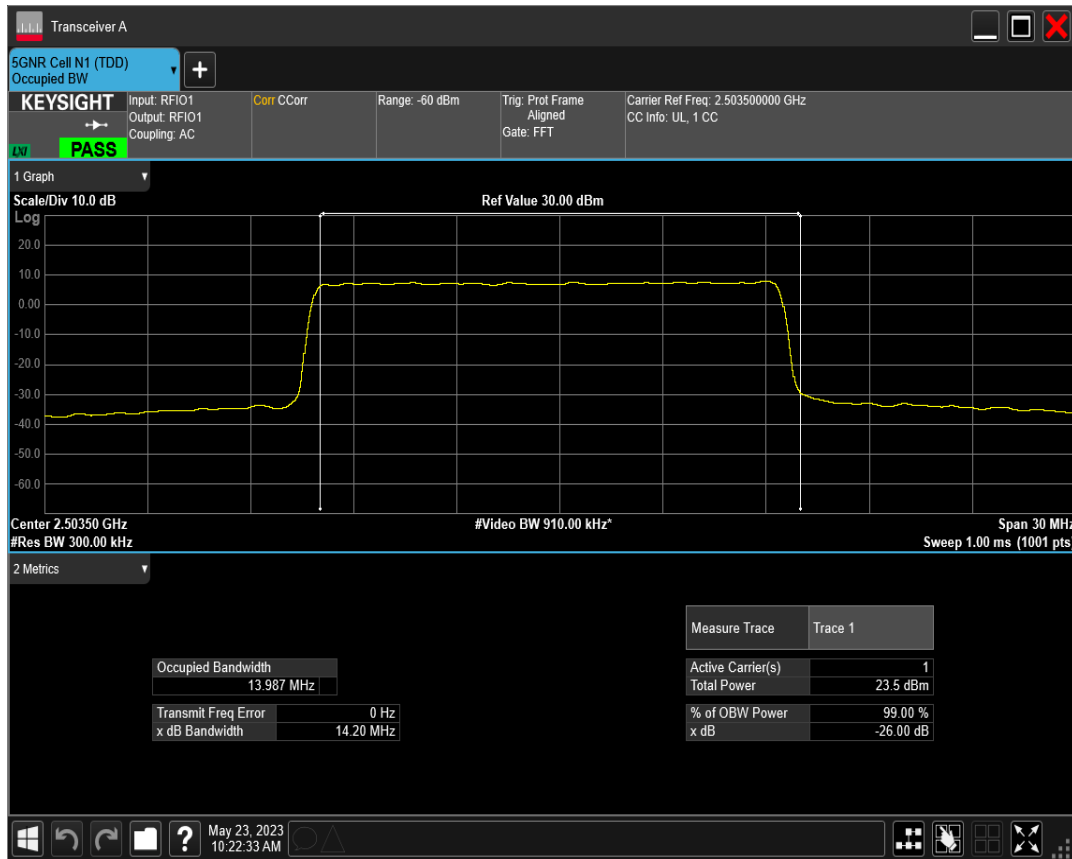 Transceiver A
5GNR Cell N1 (TDD)
Occupied BW
+
KEYSIGHT
LXI
PASS
Input: RFIO1
Output: RFIO1
Coupling: AC
Corr CCorr
Range: -60 dBm
Trig: Prot Frame
Aligned
Gate: FFT
Carrier Ref Freq: 2.503500000 GHz
CC Info: UL, 1 CC
1 Graph
Scale/Div 10.0 dB
Ref Value 30.00 dBm
Log
20.0
10.0
0.00
-10.0
-20.0
-30.0
-40.0
-50.0
-60.0
Center 2.50350 GHz
#Video BW 910.00 kHz*
Span 30 MHz
#Res BW 300.00 kHz
Sweep 1.00 ms (1001 pts)
2 Metrics
Measure Trace Trace 1
Occupied Bandwidth
13.987 MHz
Active Carrier(s) 1
Total Power 23.5 dBm
Transmit Freq Error 0 Hz
x dB Bandwidth 14.20 MHz
% of OBW Power 99.00 %
x dB -26.00 dB
?
May 23, 2023
10:22:33 AM